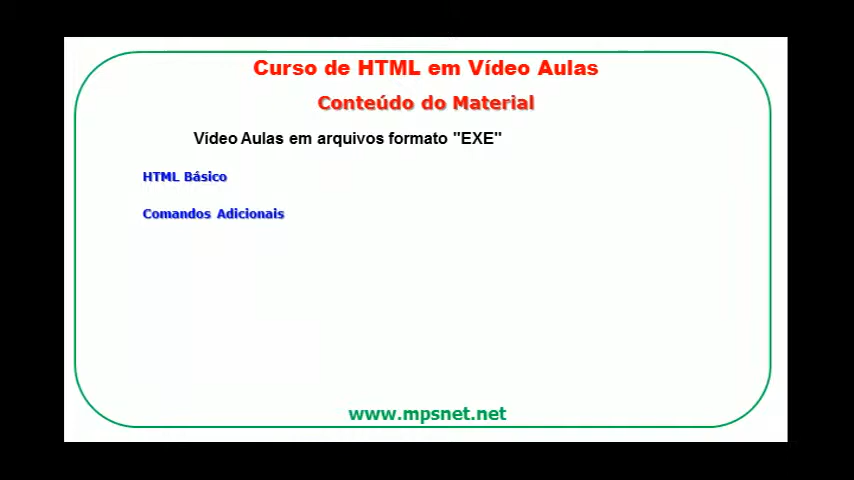 Curso de HTML em Vídeo Aulas
Conteúdo do Material
Vídeo Aulas em arquivos formato "EXE"
HTML Básico
Comandos Adicionais
www.mpsnet.net